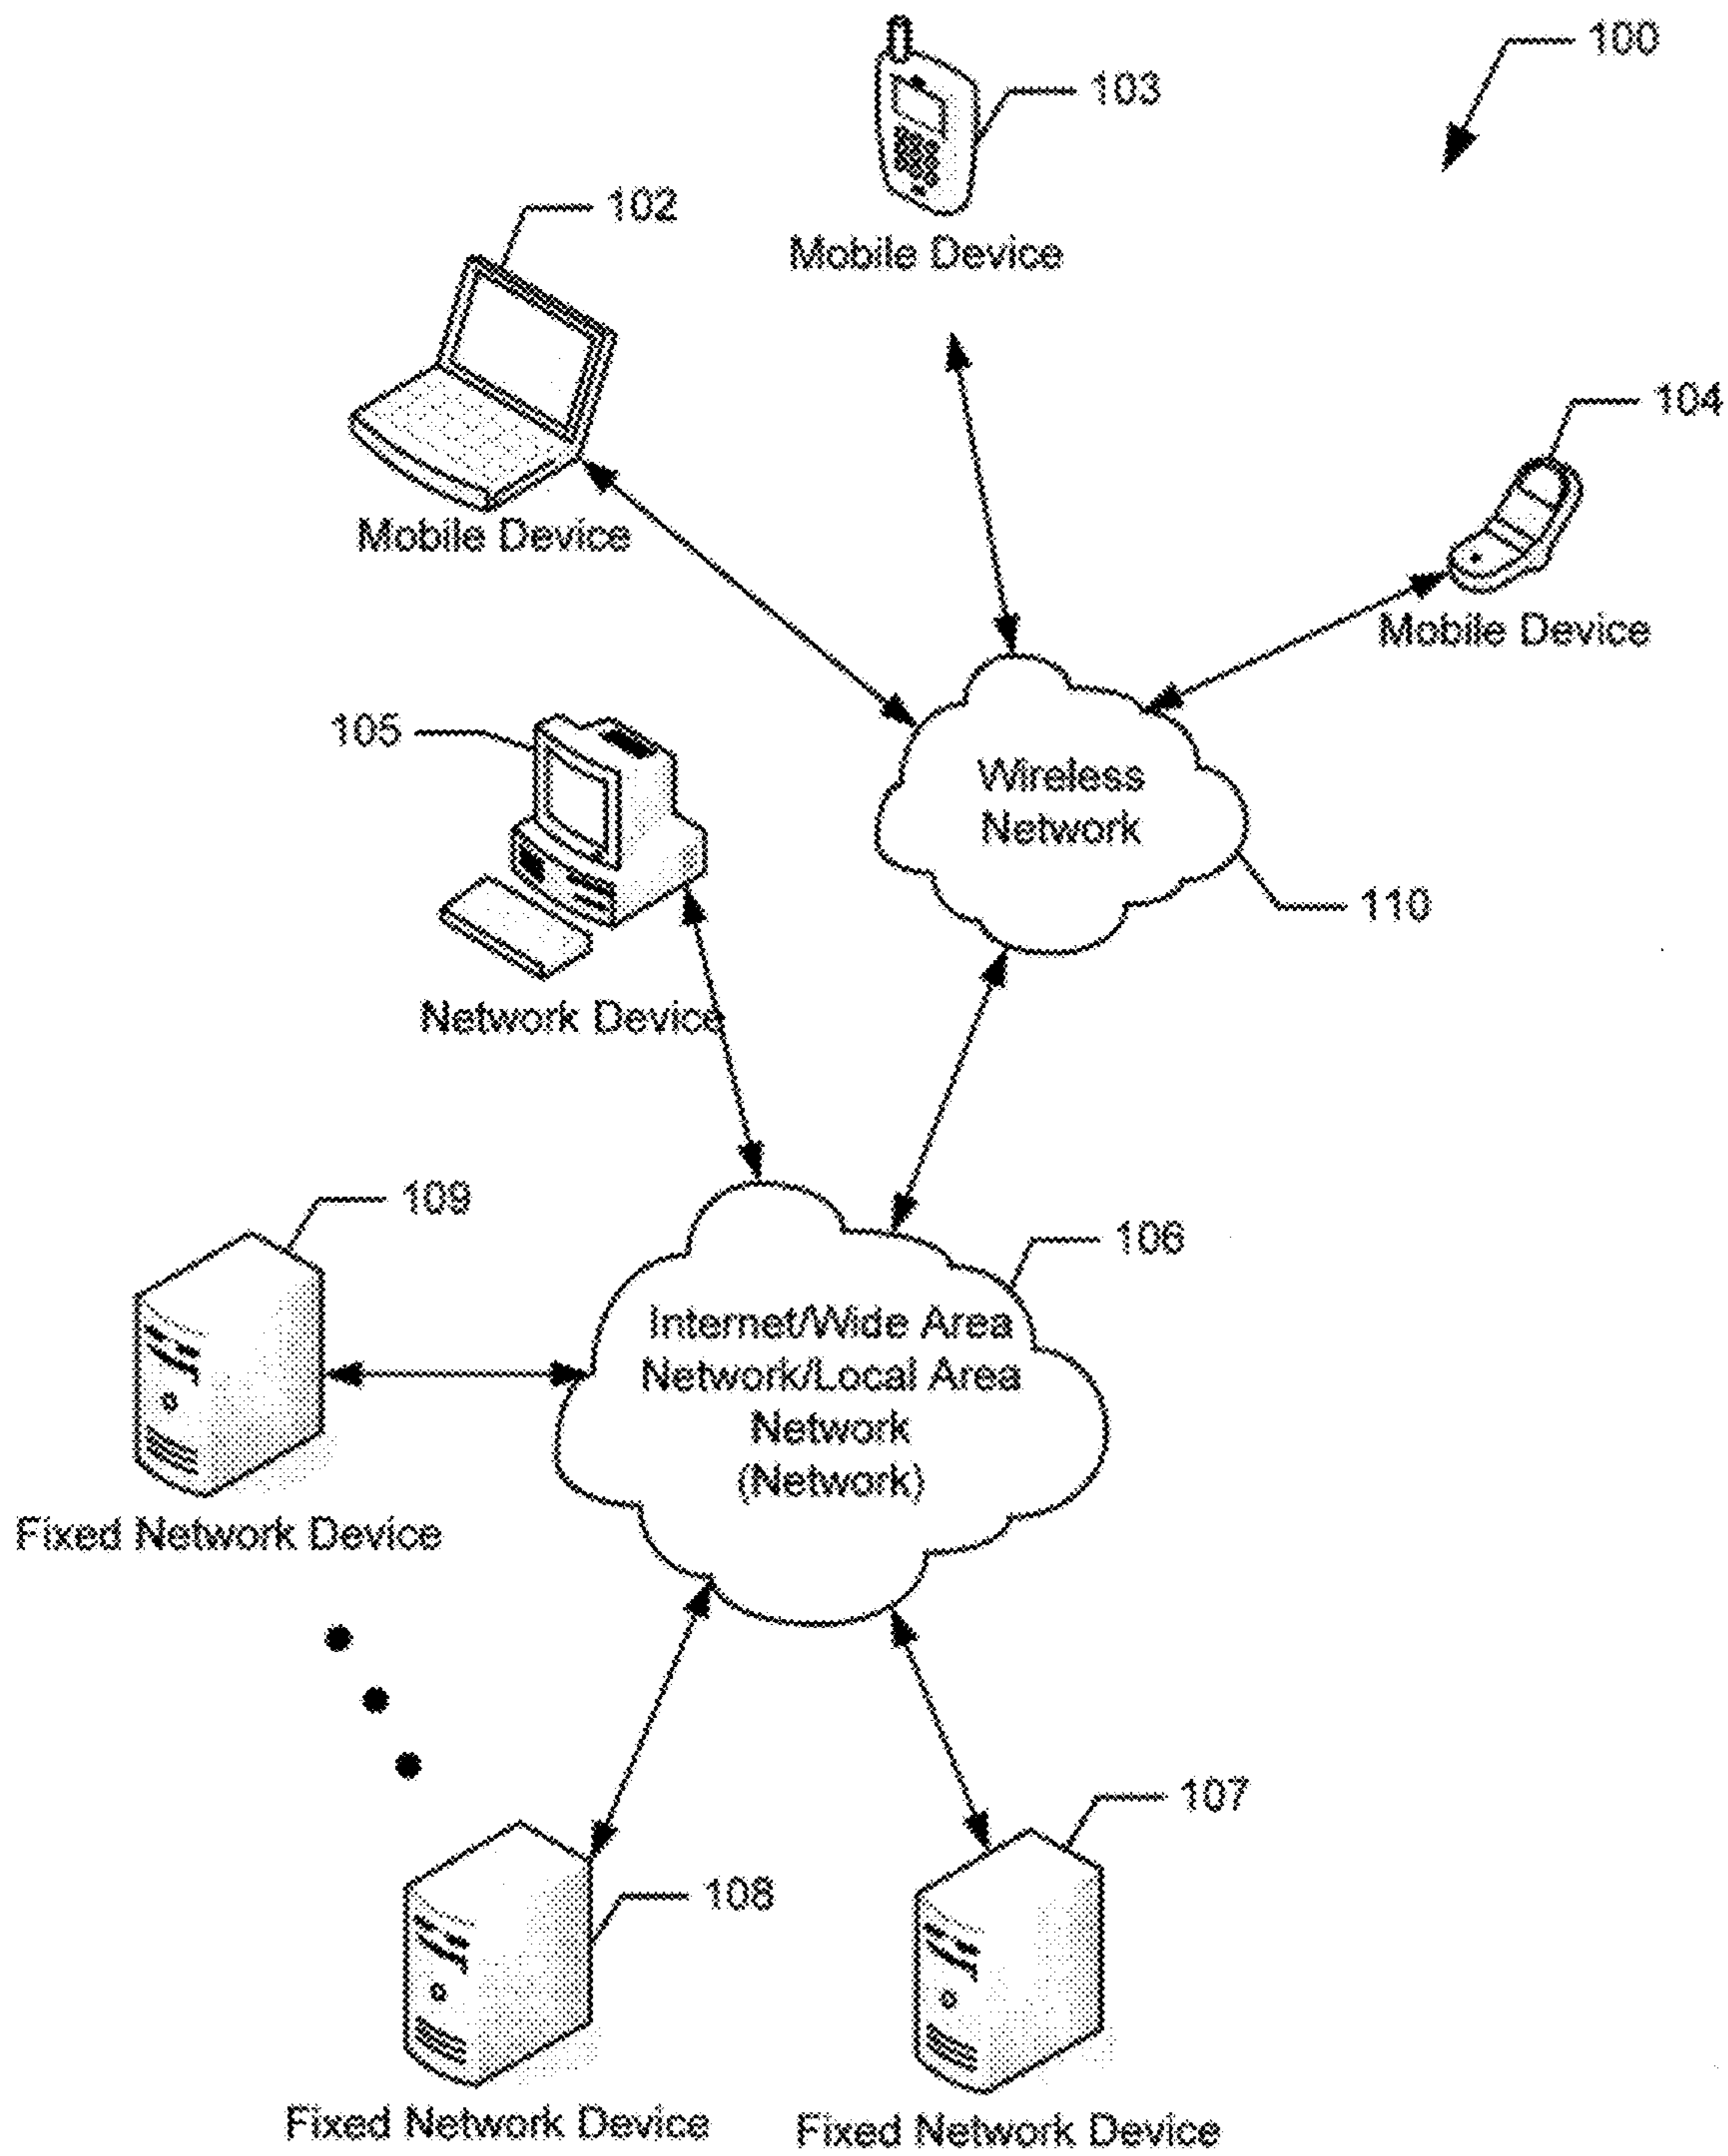 100
103
Mobile Device
102
Mobile Device
104
Mobile Device
105
Network Device
Wireless
Network
110
109
Fixed Network Device
106
Internet/Wide Area
Network/Local Area
Network
(Network)
108
Fixed Network Device
107
Fixed Network Device